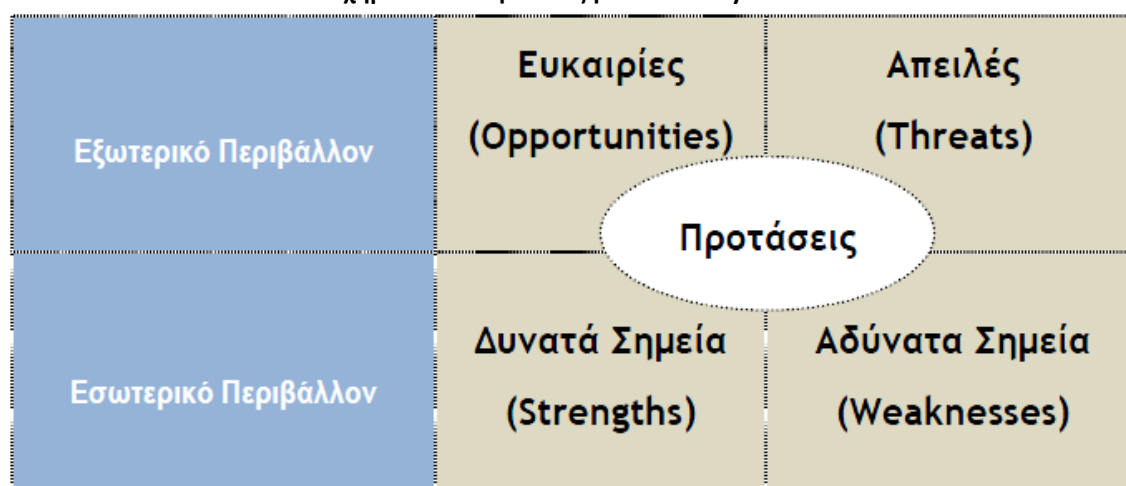 Ευκαιρίες
(Opportunities)
Απειλές
(Threats)
Εξωτερικό Περιβάλλον
Προτάσεις
Δυνατά Σημεία
(Strengths)
Αδύνατα Σημεία
(Weaknesses)
Εσωτερικό Περιβάλλον